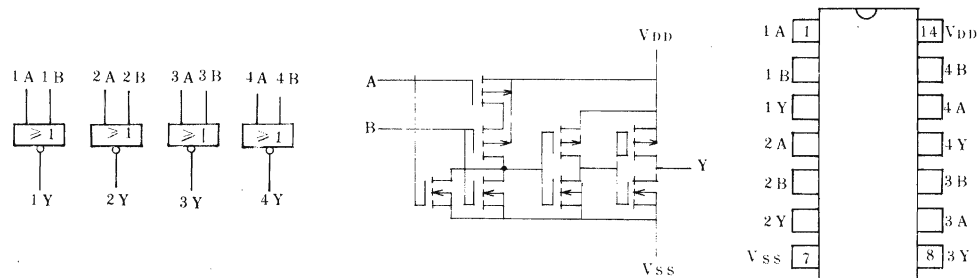 1A 1B 2A 2B 3A 3B 4A 4B
≥1 ≥1 ≥1 ≥1
1Y 2Y 3Y 4Y
VDD
A
B
Y
VSS
1A 1 14 VDD
1B 4B
1Y 4A
2A 4Y
2B 3B
2Y 3A
VSS 7 8 3Y